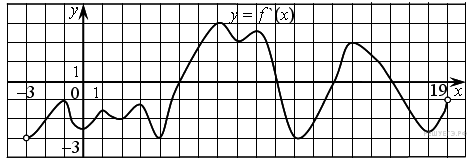 y
y = f`(x)
1
−3 0 1 19 x
−3